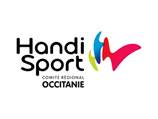 Handi
Sport
COMITÉ RÉGIONAL
OCCITANIE